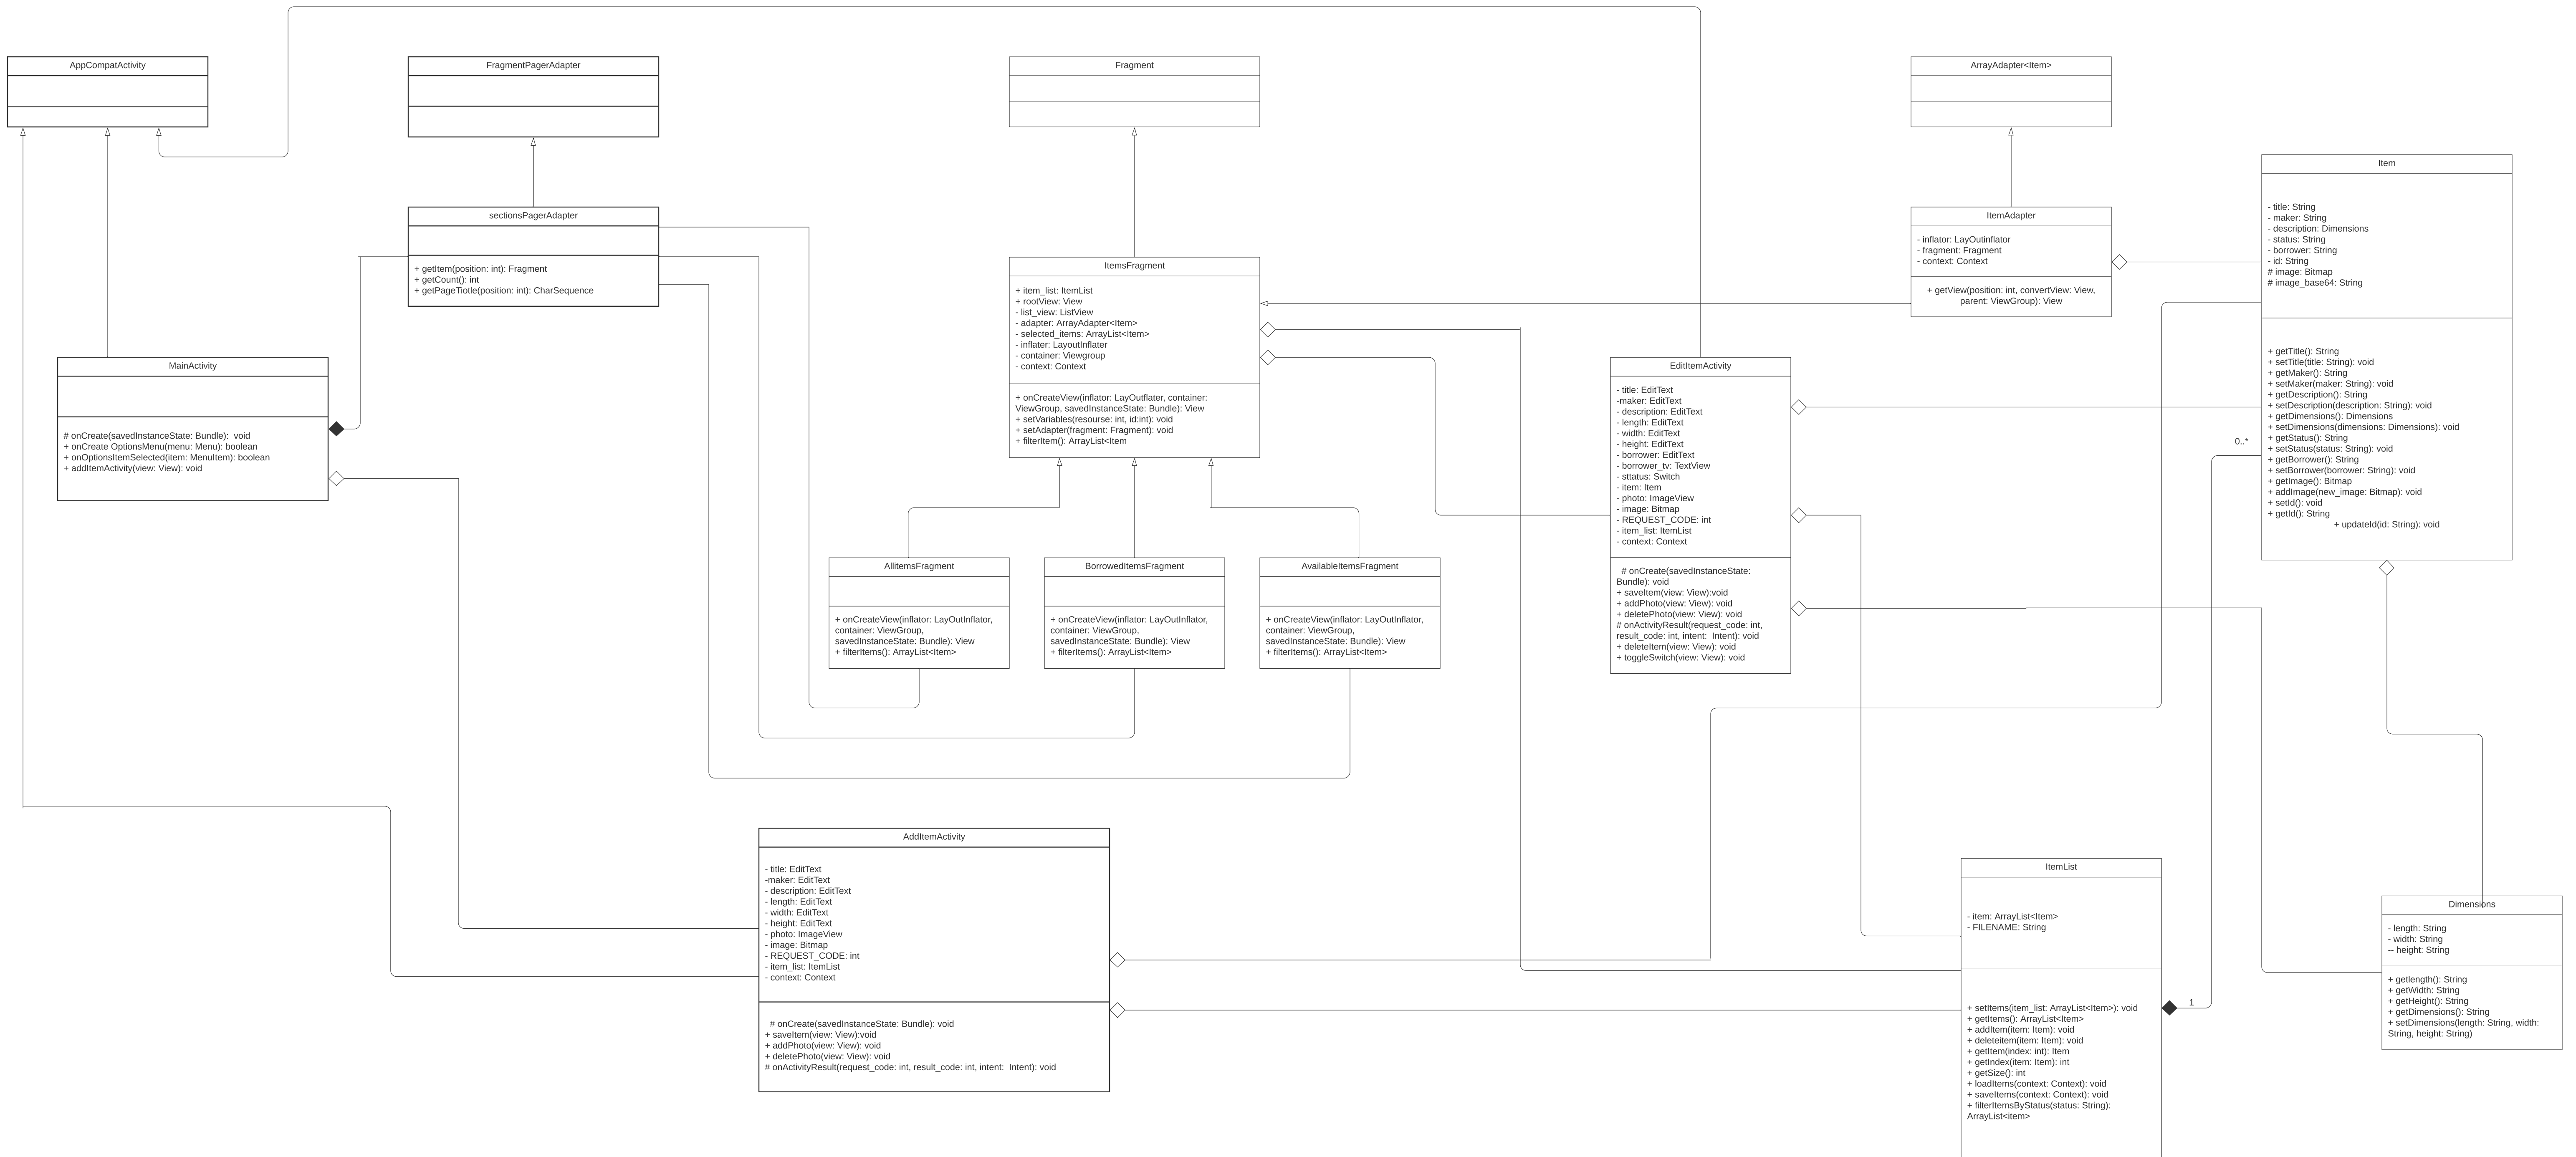 AppCompatActivity
FragmentPagerAdapter
Fragment
ArrayAdapter<Item>
Item
- title: String
- maker: String
- description: Dimensions
- status: String
- borrower: String
- id: String
# image: Bitmap
# image_base64: String
+ getTitle(): String
+ setTitle(title: String): void
+ getMaker(): String
+ setMaker(maker: String): void
+ getDescription(): String
+ setDescription(description: String): void
+ getDimensions(): Dimensions
+ setDimensions(dimensions: Dimensions): void
+ getStatus(): String
+ setStatus(status: String): void
+ getBorrower(): String
+ setBorrower(borrower: String): void
+ getImage(): Bitmap
+ addImage(new_image: Bitmap): void
+ setId(): void
+ getId(): String
+ updateId(id: String): void
sectionsPagerAdapter
+ getItem(position: int): Fragment
+ getCount(): int
+ getPageTiotle(position: int): CharSequence
ItemAdapter
- inflator: LayOutinflator
- fragment: Fragment
- context: Context
+ getView(position: int, convertView: View,
parent: ViewGroup): View
ItemsFragment
+ item_list: ItemList
+ rootView: View
- list_view: ListView
- adapter: ArrayAdapter<Item>
- selected_items: ArrayList<Item>
- inflater: LayoutInflater
- container: Viewgroup
- context: Context
+ onCreateView(inflator: LayOutflater, container:
ViewGroup, savedInstanceState: Bundle): View
+ setVariables(resourse: int, id:int): void
+ setAdapter(fragment: Fragment): void
+ filterItem(): ArrayList<Item
MainActivity
# onCreate(savedInstanceState: Bundle):  void
+ onCreate OptionsMenu(menu: Menu): boolean
+ onOptionsItemSelected(item: MenuItem): boolean
+ addItemActivity(view: View): void
EditItemActivity
- title: EditText
-maker: EditText
- description: EditText
- length: EditText
- width: EditText
- height: EditText
- borrower: EditText
- borrower_tv: TextView
- sttatus: Switch
- item: Item
- photo: ImageView
- image: Bitmap
- REQUEST_CODE: int
- item_list: ItemList
- context: Context
# onCreate(savedInstanceState:
Bundle): void
+ saveItem(view: View):void
+ addPhoto(view: View): void
+ deletePhoto(view: View): void
# onActivityResult(request_code: int,
result_code: int, intent:  Intent): void
+ deleteItem(view: View): void
+ toggleSwitch(view: View): void
0..*
AllitemsFragment
+ onCreateView(inflator: LayOutInflator,
container: ViewGroup,
savedInstanceState: Bundle): View
+ filterItems(): ArrayList<Item>
BorrowedItemsFragment
+ onCreateView(inflator: LayOutInflator,
container: ViewGroup,
savedInstanceState: Bundle): View
+ filterItems(): ArrayList<Item>
AvailableItemsFragment
+ onCreateView(inflator: LayOutInflator,
container: ViewGroup,
savedInstanceState: Bundle): View
+ filterItems(): ArrayList<Item>
AddItemActivity
- title: EditText
-maker: EditText
- description: EditText
- length: EditText
- width: EditText
- height: EditText
- photo: ImageView
- image: Bitmap
- REQUEST_CODE: int
- item_list: ItemList
- context: Context
# onCreate(savedInstanceState: Bundle): void
+ saveItem(view: View):void
+ addPhoto(view: View): void
+ deletePhoto(view: View): void
# onActivityResult(request_code: int, result_code: int, intent:  Intent): void
ItemList
- item: ArrayList<Item>
- FILENAME: String
+ setItems(item_list: ArrayList<Item>): void
+ getItems(): ArrayList<Item>
+ addItem(item: Item): void
+ deleteitem(item: Item): void
+ getItem(index: int): Item
+ getIndex(item: Item): int
+ getSize(): int
+ loadItems(context: Context): void
+ saveItems(context: Context): void
+ filterItemsByStatus(status: String):
ArrayList<item>
1
Dimensions
- length: String
- width: String
-- height: String
+ getlength(): String
+ getWidth: String
+ getHeight(): String
+ getDimensions(): String
+ setDimensions(length: String, width:
String, height: String)